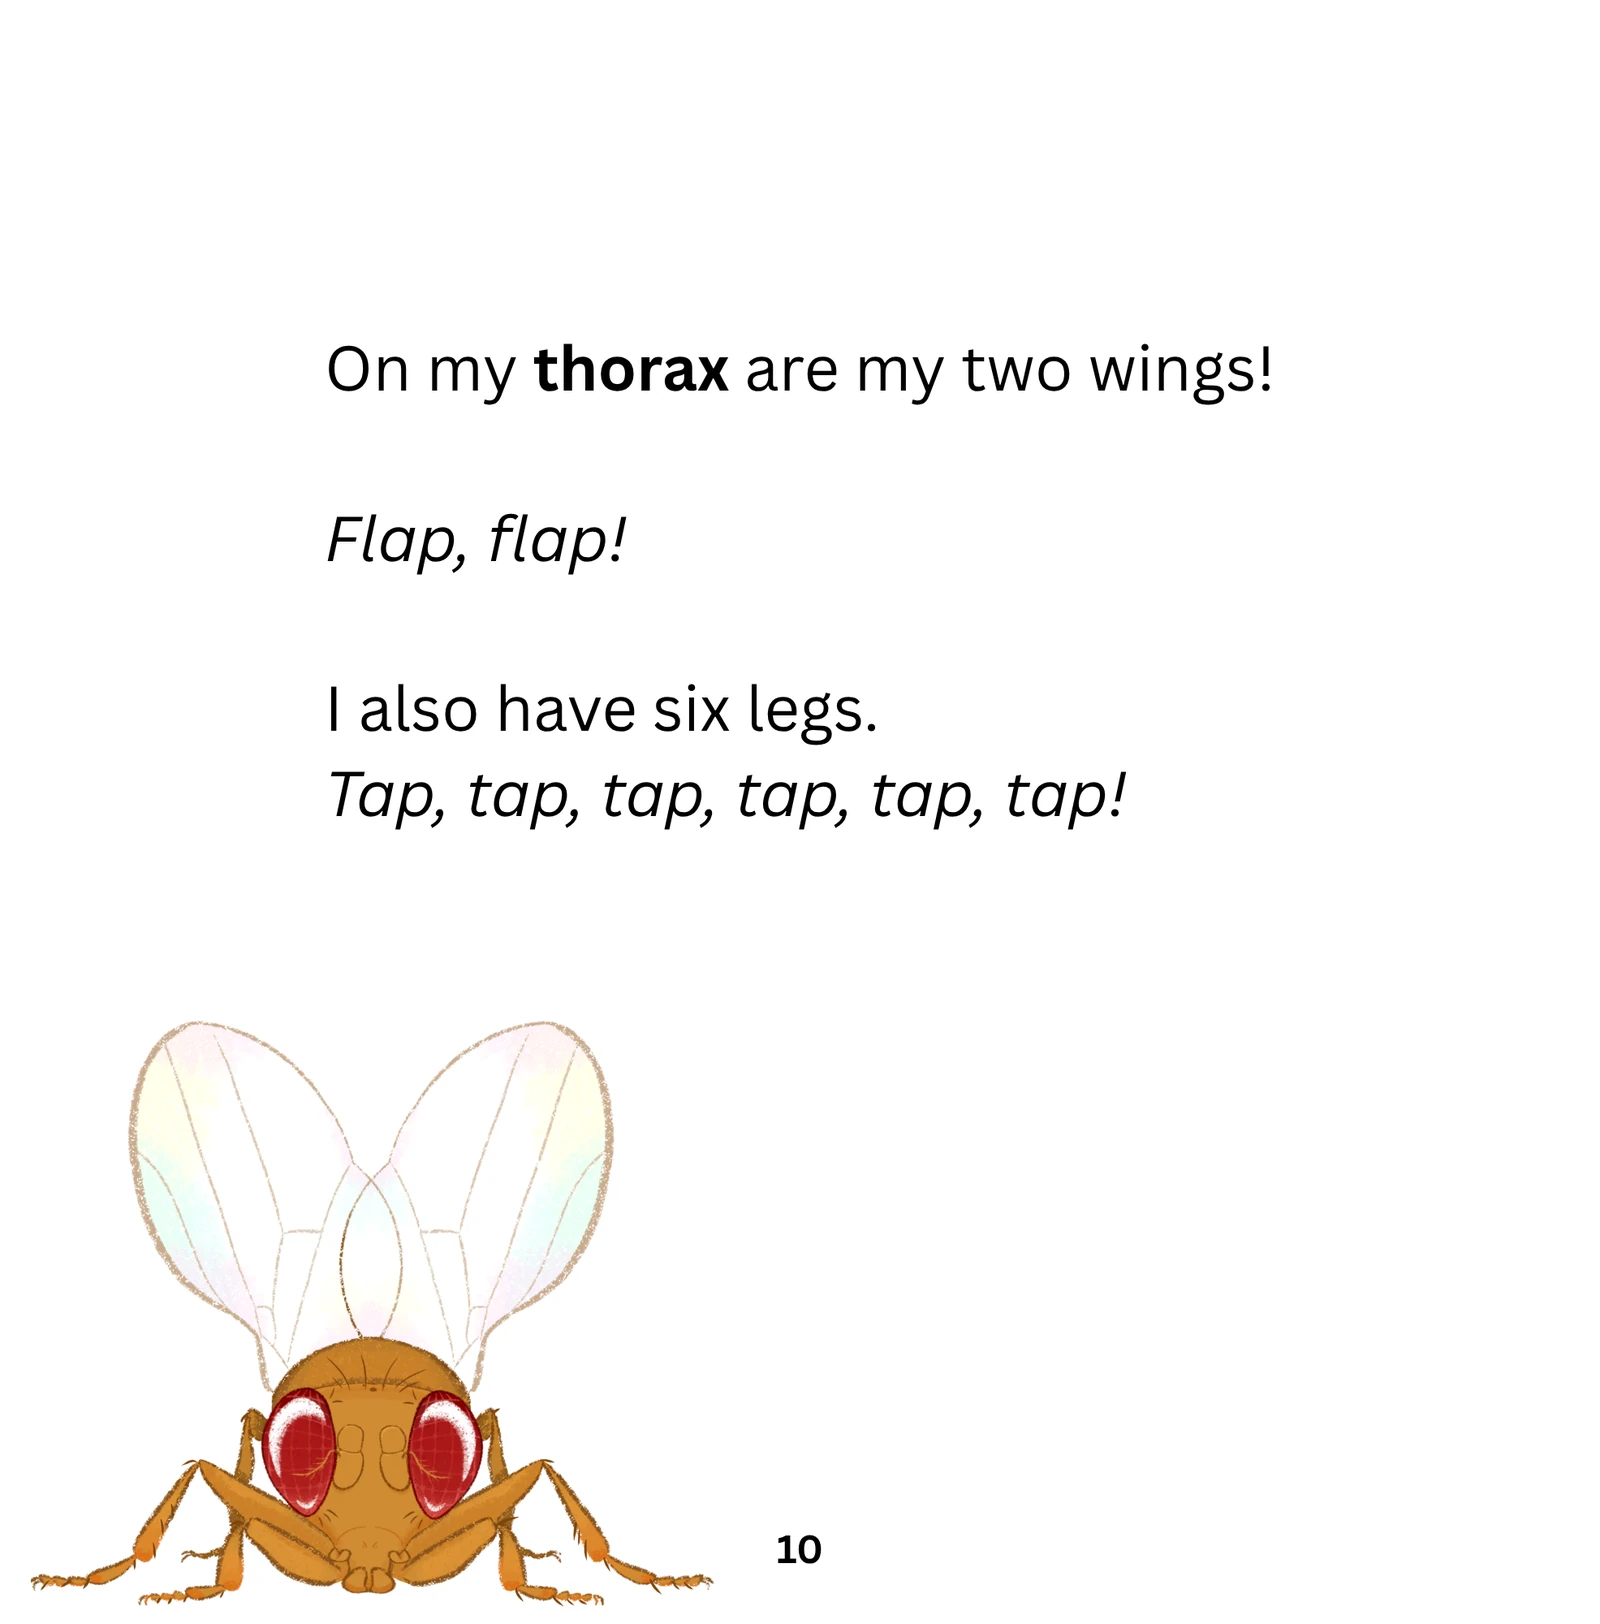 On my thorax are my two wings!
Flap, flap!
I also have six legs.
Tap, tap, tap, tap, tap, tap!
10